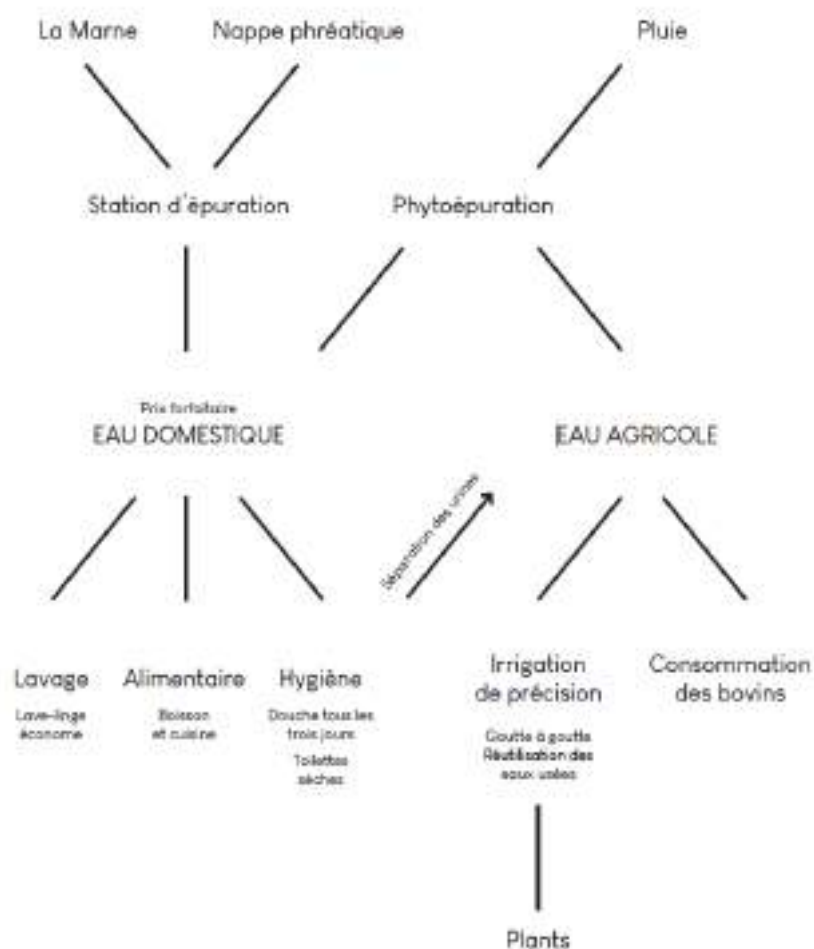 La Marne
Nappe phréatique
Pluie
Station d'épuration
Phytoépuration
Prix forfaitaire
EAU DOMESTIQUE
EAU AGRICOLE
Séparation des urines
Lavage
Lave-linge
économe
Alimentaire
Boisson
et cuisine
Hygiène
Douche tous les
trois jours
Toilettes
sèches
Irrigation
de précision
Goutte à goutte
Réutilisation des
eaux usées
Consommation
des bovins
Plants